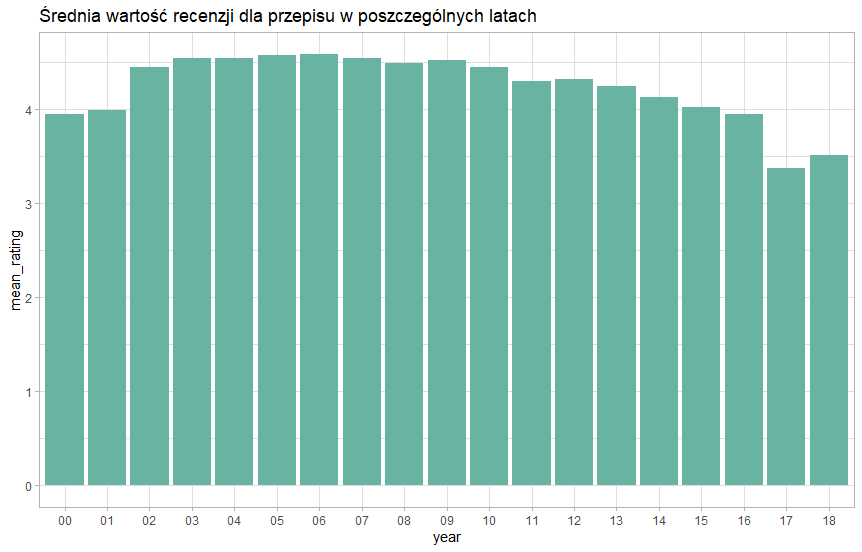 Średnia wartość recenzji dla przepisu w poszczególnych latach
mean_rating
4
3
2
1
0
00 01 02 03 04 05 06 07 08 09 10 11 12 13 14 15 16 17 18
year